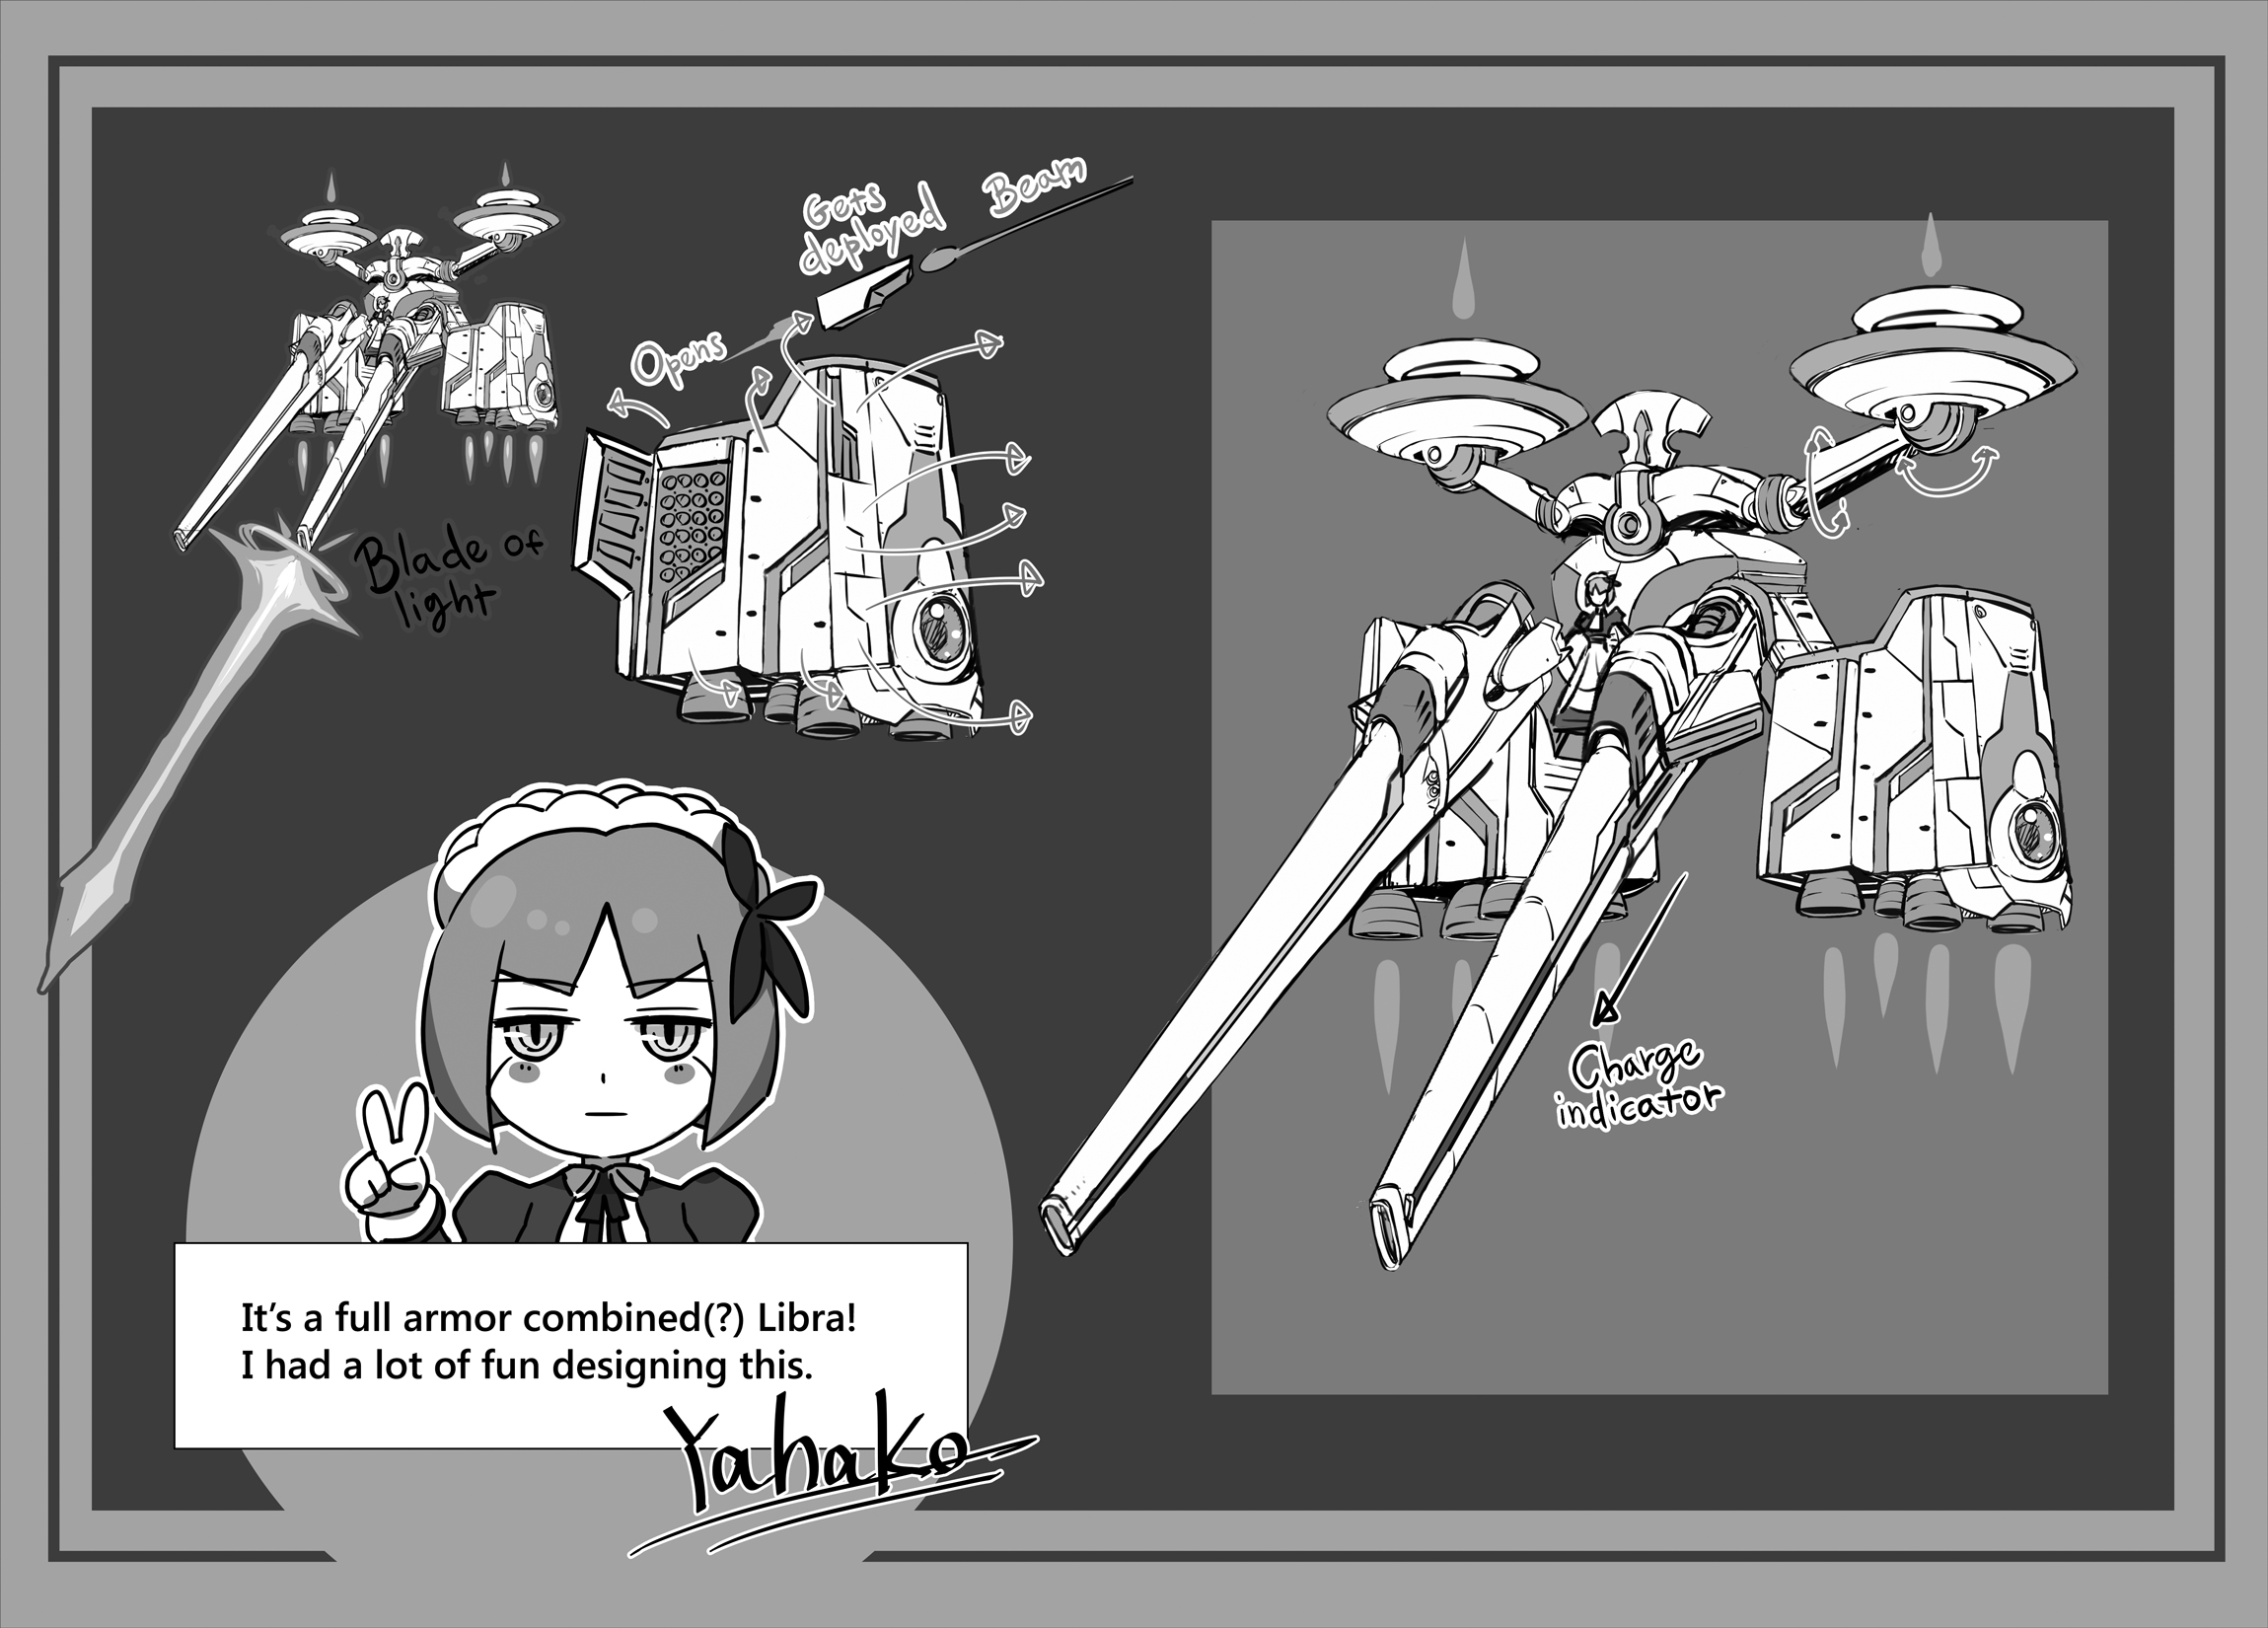 Gets
deployed
Beam
Opens
Blade of
light
Charge
indicator
It's a full armor combined(?) Libra!
I had a lot of fun designing this.
Yahako